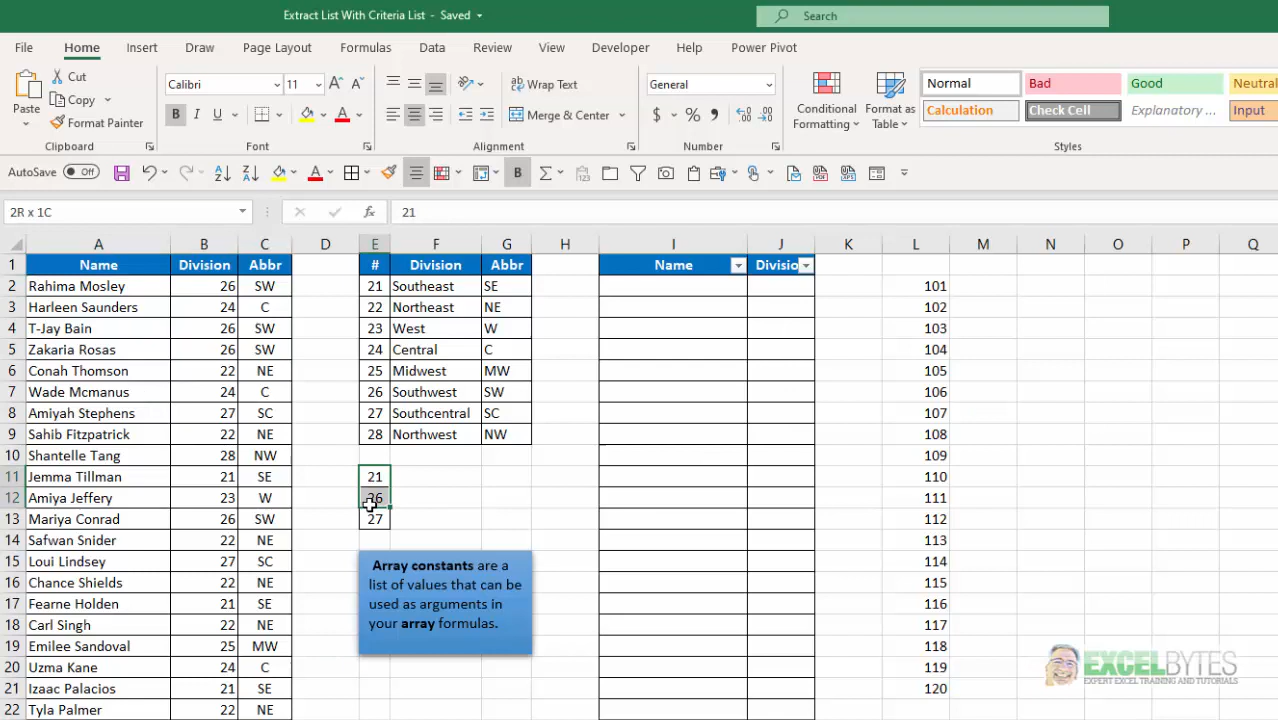 Extract List With Criteria List - Saved
Search
File Home Insert Draw Page Layout Formulas Data Review View Developer Help Power Pivot
Paste
Cut
Copy
Format Painter
Clipboard
Calibri 11
B I U
Font
Wrap Text
Merge & Center
Alignment
General
$ % 9
Number
Conditional Formatting
Format as Table
Normal Bad Good Neutral
Calculation Check Cell Explanatory ... Input
Styles
AutoSave Off
2R x 1C fx 21
A B C D E F G H I J K L M N O P Q
1 Name Division Abbr # Division Abbr Name Divisio
2 Rahima Mosley 26 SW 21 Southeast SE 101
3 Harleen Saunders 24 C 22 Northeast NE 102
4 T-Jay Bain 26 SW 23 West W 103
5 Zakaria Rosas 26 SW 24 Central C 104
6 Conah Thomson 22 NE 25 Midwest MW 105
7 Wade Mcmanus 24 C 26 Southwest SW 106
8 Amiyah Stephens 27 SC 27 Southcentral SC 107
9 Sahib Fitzpatrick 22 NE 28 Northwest NW 108
10 Shantelle Tang 28 NW 109
11 Jemma Tillman 21 SE 21 110
12 Amiya Jeffery 23 W 26 111
13 Mariya Conrad 26 SW 27 112
14 Safwan Snider 22 NE 113
15 Loui Lindsey 27 SC 114
16 Chance Shields 22 NE 115
17 Fearne Holden 21 SE 116
18 Carl Singh 22 NE 117
19 Emilee Sandoval 25 MW 118
20 Uzma Kane 24 C 119
21 Izaac Palacios 21 SE 120
22 Tyla Palmer 22 NE
Array constants are a
list of values that can be
used as arguments in
your array formulas.
EXCELBYTES
EXPERT EXCEL TRAINING AND TUTORIALS